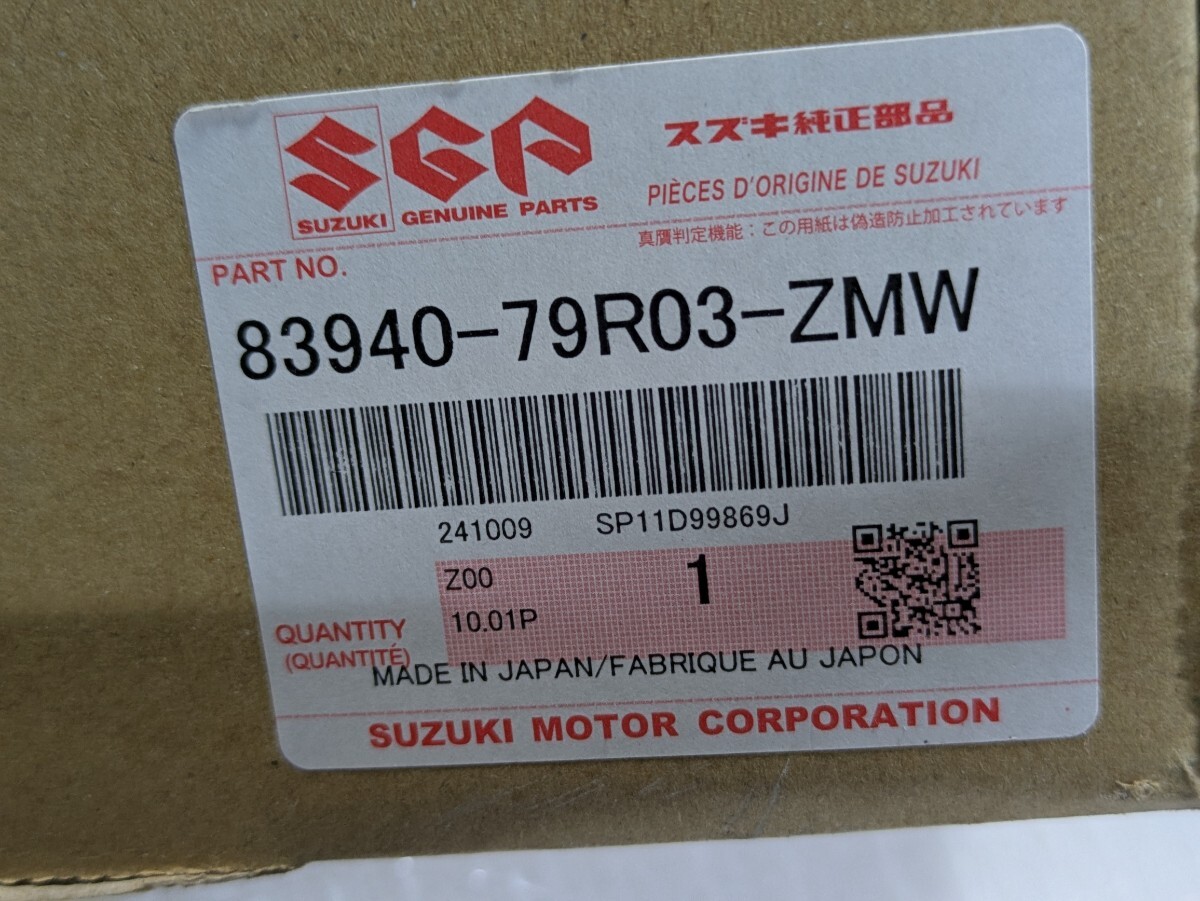 SGP
SUZUKI GENUINE PARTS
スズキ純正部品
PIÈCES D'ORIGINE DE SUZUKI
真贋判定機能：この用紙は偽造防止加工されています
PART NO.
83940-79R03-ZMW
241009 SP11D99869J
Z00
1
10.01P
QUANTITY
(QUANTITÉ)
MADE IN JAPAN/FABRIQUE AU JAPON
SUZUKI MOTOR CORPORATION